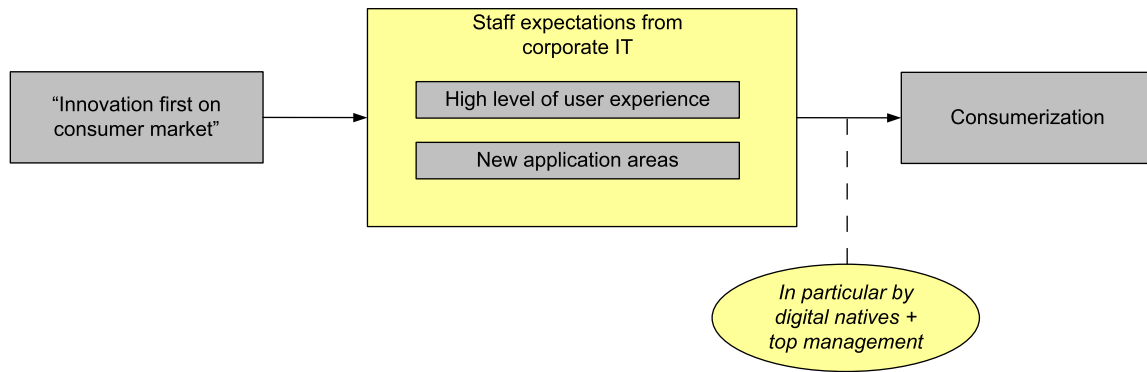 Staff expectations from
corporate IT
“Innovation first on
consumer market”
High level of user experience
New application areas
Consumerization
In particular by
digital natives +
top management